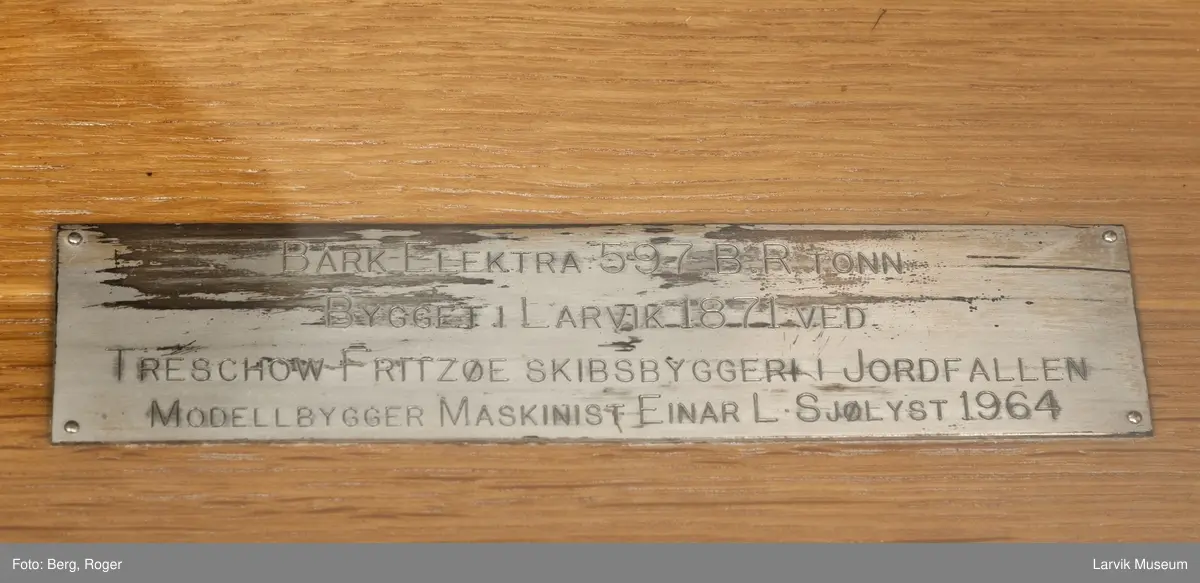 BARK ELEKTRA 597 B.R. TONN
BYGGET I LARVIK 1871 VED
TRESCHOW-FRITZØE SKIBSBYGGERI I JORDFALLEN
MODELLBYGGER MASKINIST EINAR L. SJØLYST 1964
Foto: Berg, Roger
Larvik Museum